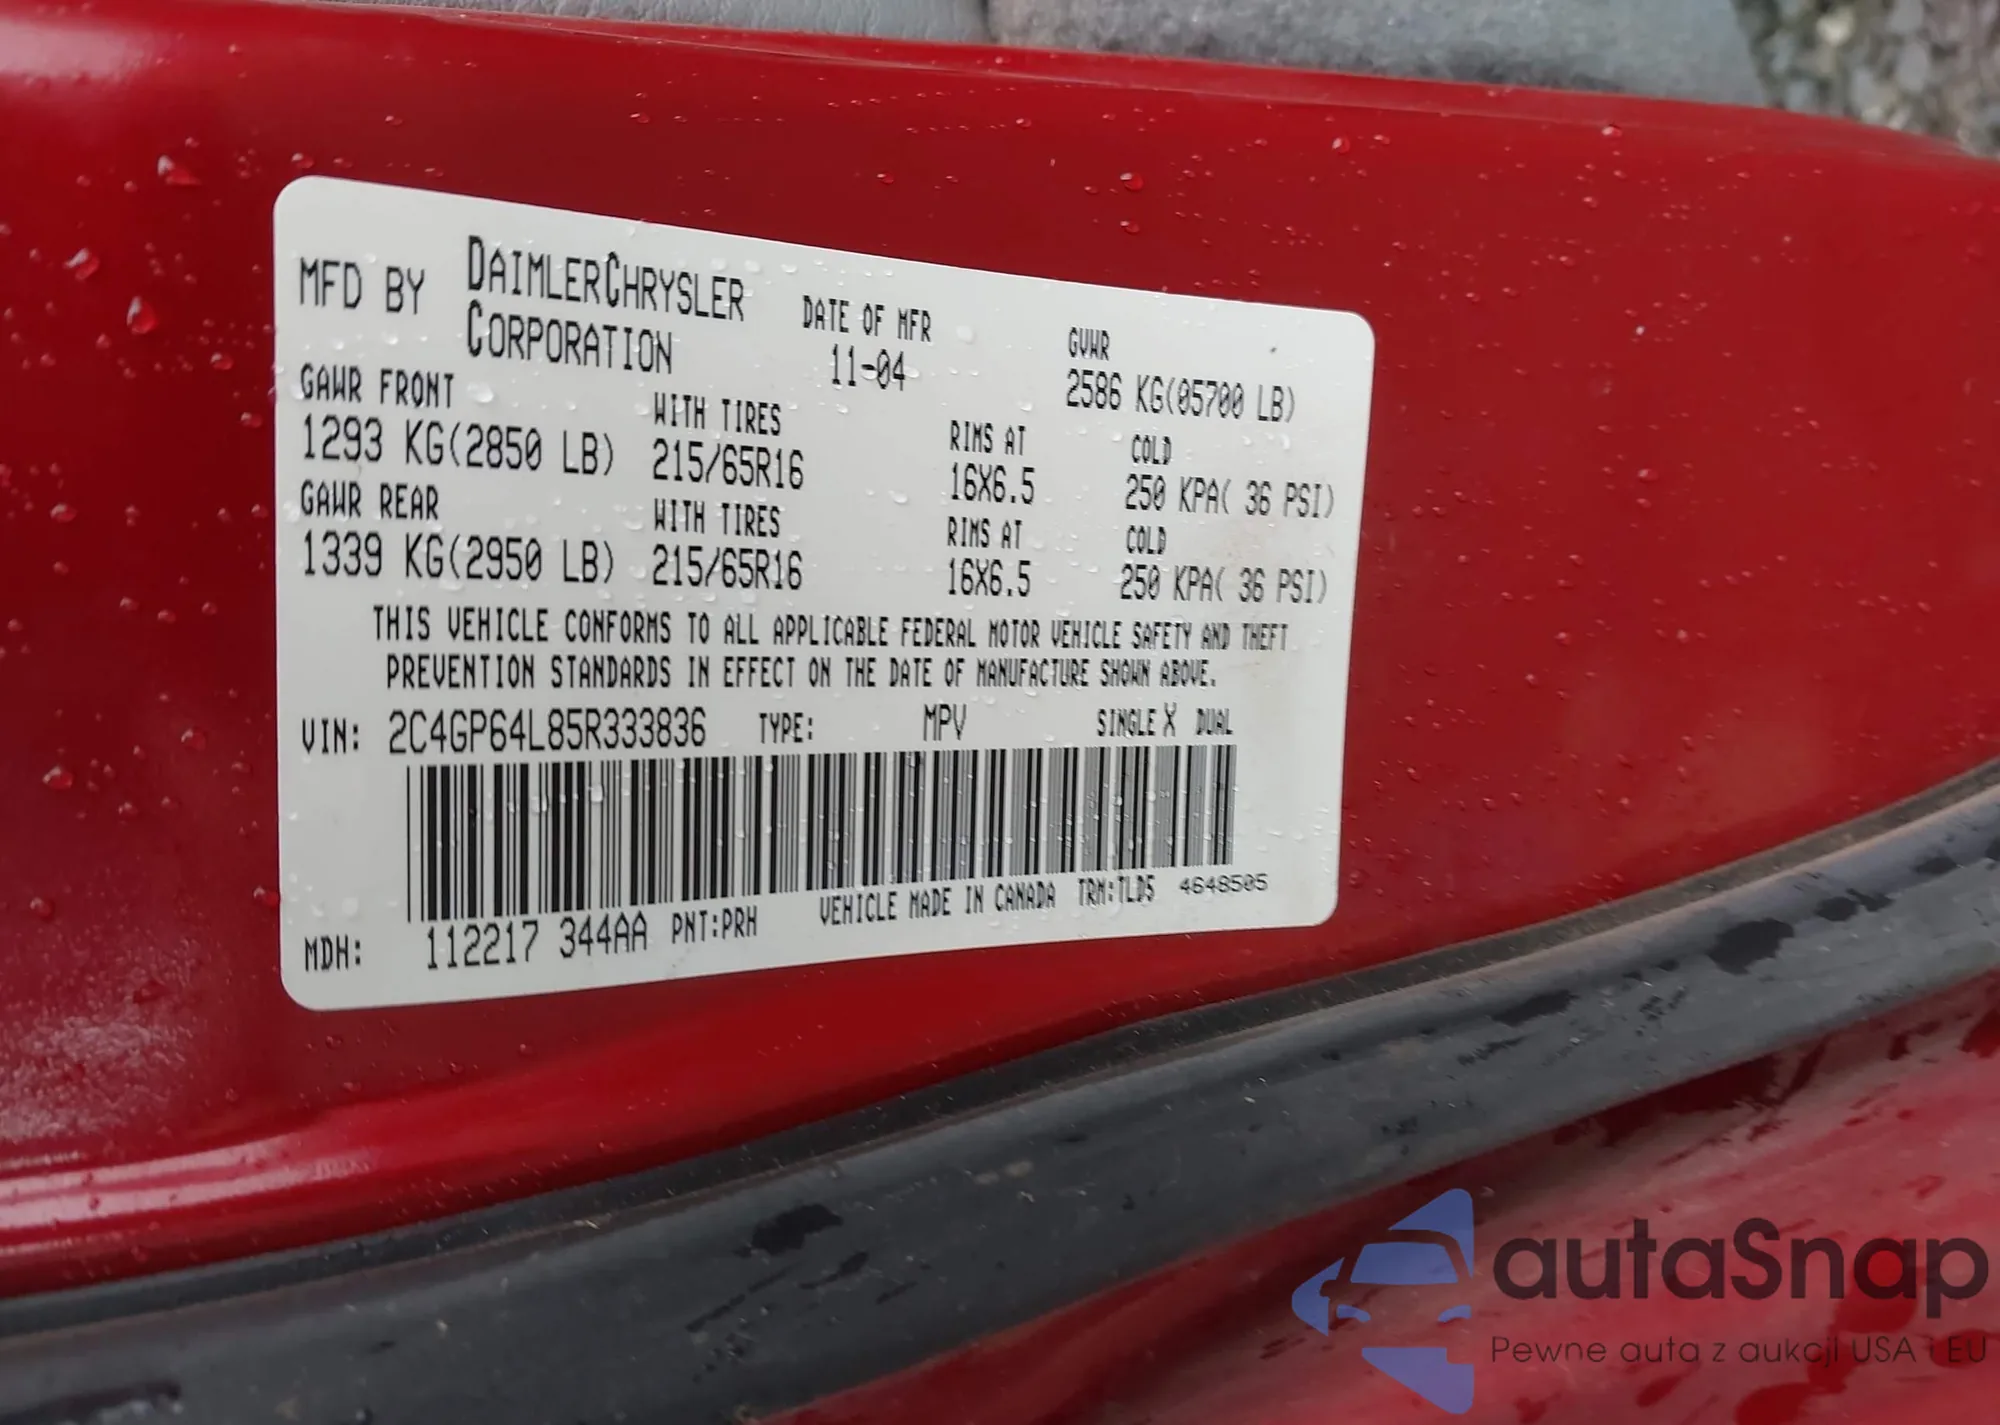 MFD BY DAIMLERCHRYSLER CORPORATION DATE OF MFR 11-04 GVWR 2586 KG(05700 LB)
GAWR FRONT WITH TIRES RIMS AT COLD
1293 KG(2850 LB) 215/65R16 16X6.5 250 KPA( 36 PSI)
GAWR REAR WITH TIRES RIMS AT COLD
1339 KG(2950 LB) 215/65R16 16X6.5 250 KPA( 36 PSI)
THIS VEHICLE CONFORMS TO ALL APPLICABLE FEDERAL MOTOR VEHICLE SAFETY AND THEFT
PREVENTION STANDARDS IN EFFECT ON THE DATE OF MANUFACTURE SHOWN ABOVE.
VIN: 2C4GP64L85R333836 TYPE: MPV SINGLE X DUAL
MDH: 112217 344AA PNT:PRH VEHICLE MADE IN CANADA TRM:TLD5 4648505
autaSnap
Pewne auta z aukcji USA i EU